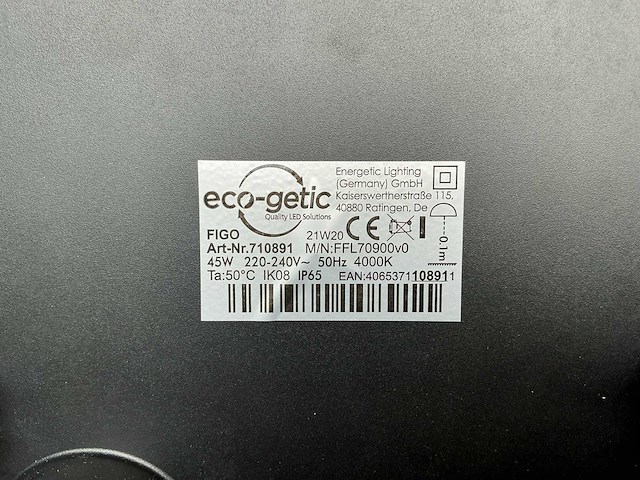 eco-getic
Quality LED Solutions
Energetic Lighting
(Germany) GmbH
Kaiserswertherstraße 115,
40880 Ratingen, De
FIGO 21W20 CE
Art-Nr.710891 M/N:FFL70900v0
45W 220-240V~ 50Hz 4000K
Ta:50°C IK08 IP65 EAN:4065371108911
0.1m